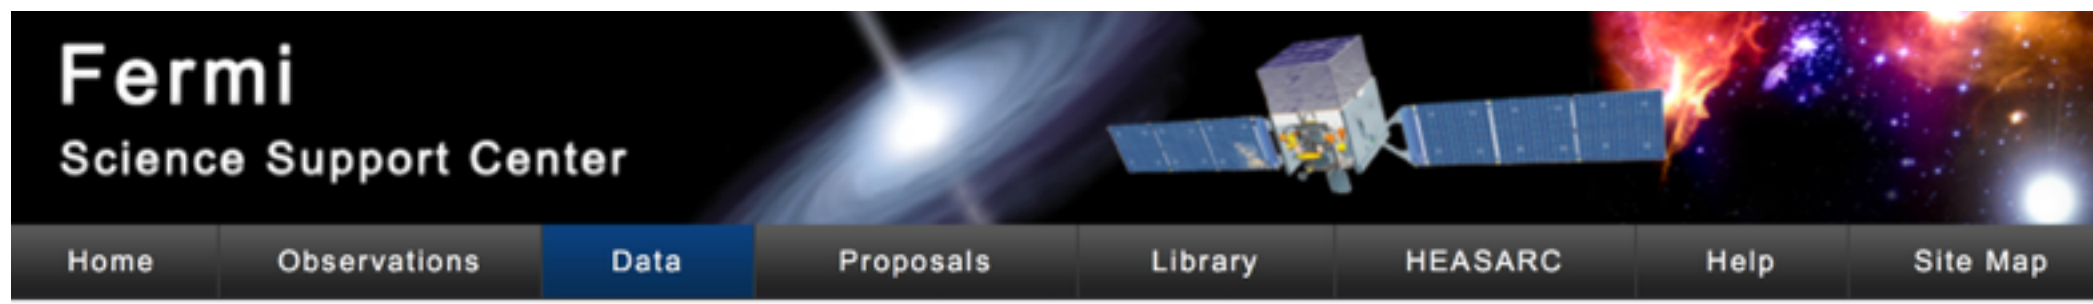 Fermi
Science Support Center
Home Observations Data Proposals Library HEASARC Help Site Map